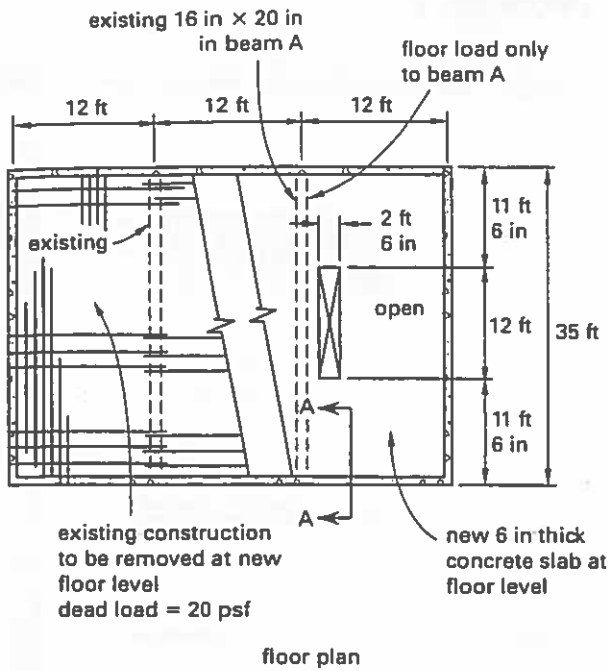 existing 16 in × 20 in
in beam A
floor load only
to beam A
12 ft
12 ft
12 ft
existing
2 ft
6 in
open
11 ft
6 in
12 ft
35 ft
11 ft
6 in
A
A
existing construction
to be removed at new
floor level
dead load = 20 psf
new 6 in thick
concrete slab at
floor level
floor plan